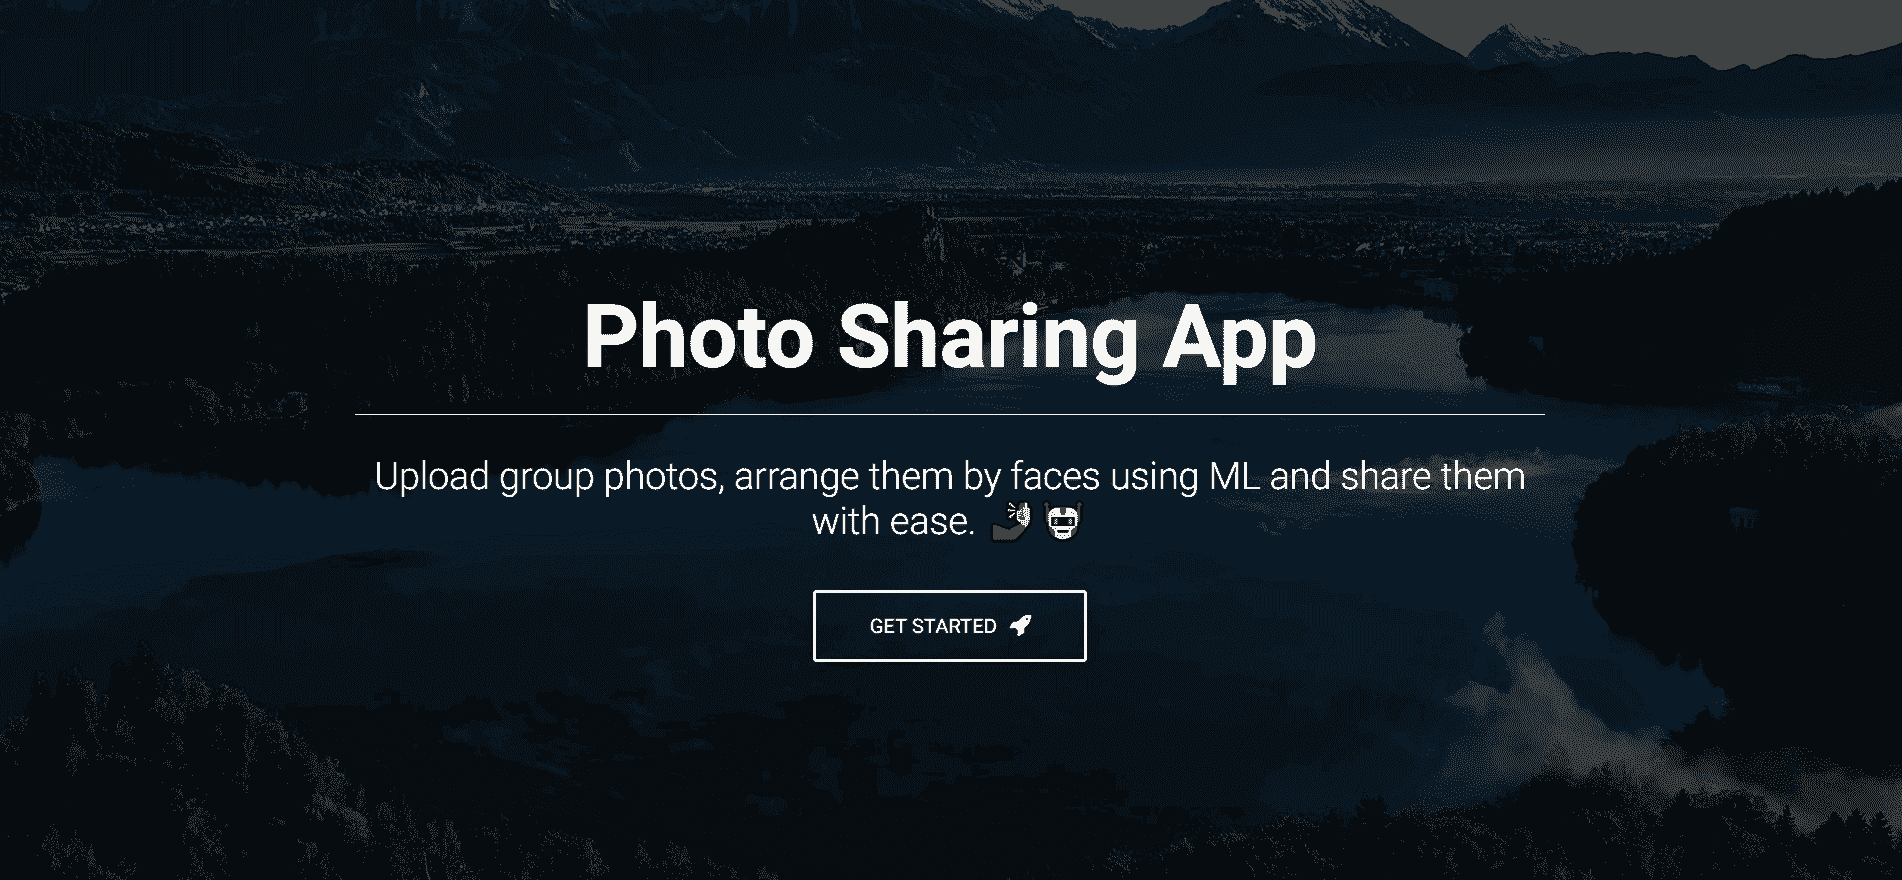 Photo Sharing App
Upload group photos, arrange them by faces using ML and share them
with ease. 🤳 🤖
GET STARTED 🚀